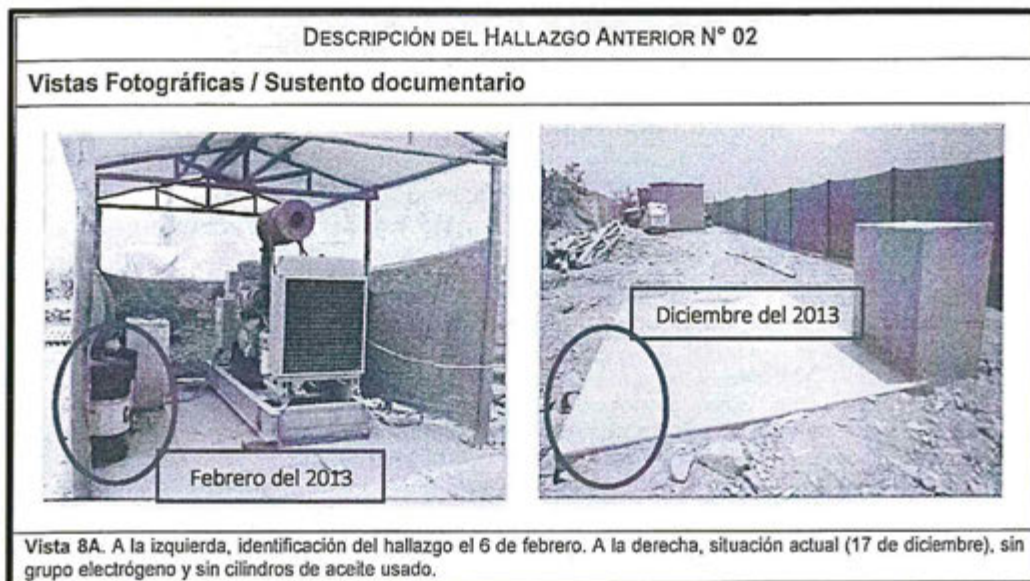 DESCRIPCIÓN DEL HALLAZGO ANTERIOR N° 02
Vistas Fotográficas / Sustento documentario
Febrero del 2013
Diciembre del 2013
Vista 8A. A la izquierda, identificación del hallazgo el 6 de febrero. A la derecha, situación actual (17 de diciembre), sin
grupo electrógeno y sin cilindros de aceite usado.